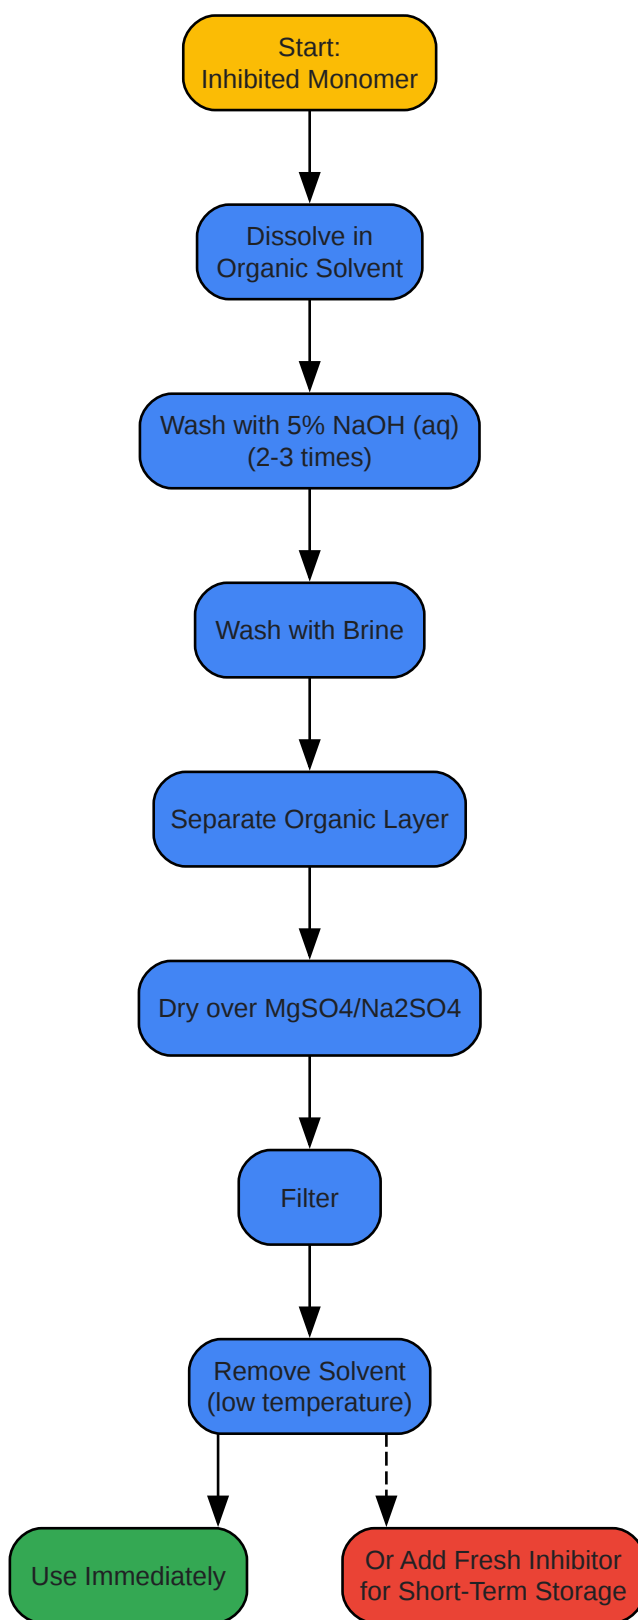 Start:
Inhibited Monomer
Dissolve in
Organic Solvent
Wash with 5% NaOH (aq)
(2-3 times)
Wash with Brine
Separate Organic Layer
Dry over MgSO4/Na2SO4
Filter
Remove Solvent
(low temperature)
Use Immediately
Or Add Fresh Inhibitor
for Short-Term Storage